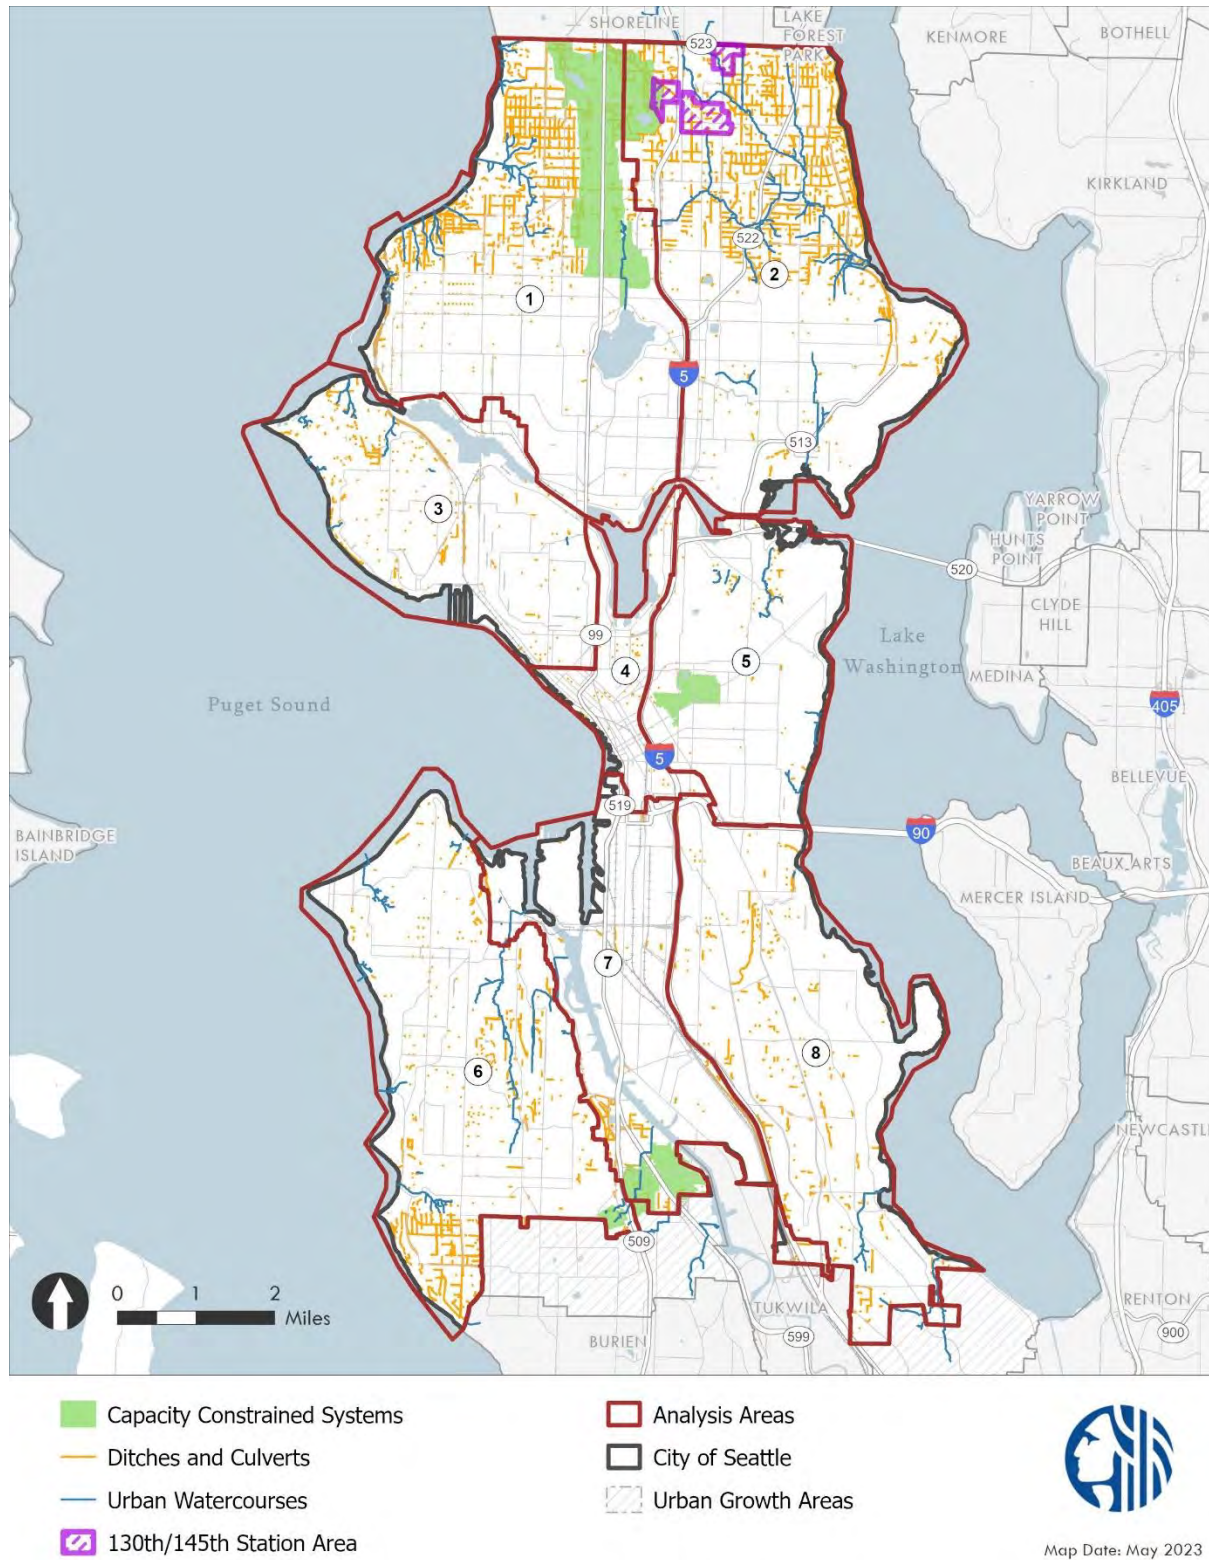 SHORELINE
LAKE
FOREST
PARK
KENMORE
BOTHELL
523
KIRKLAND
522
2
1
5
513
3
YARROW
POINT
HUNTS
POINT
520
CLYDE
HILL
99
Lake
Washington
5
4
MEDINA
Puget Sound
405
5
BELLEVUE
519
BAINBRIDGE
ISLAND
90
BEAUX ARTS
MERCER ISLAND
7
8
6
NEWCASTLE
509
0 1 2
Miles
TUKWILA
RENTON
BURIEN
599
900
Capacity Constrained Systems
Ditches and Culverts
Urban Watercourses
130th/145th Station Area
Analysis Areas
City of Seattle
Urban Growth Areas
Map Date: May 2023